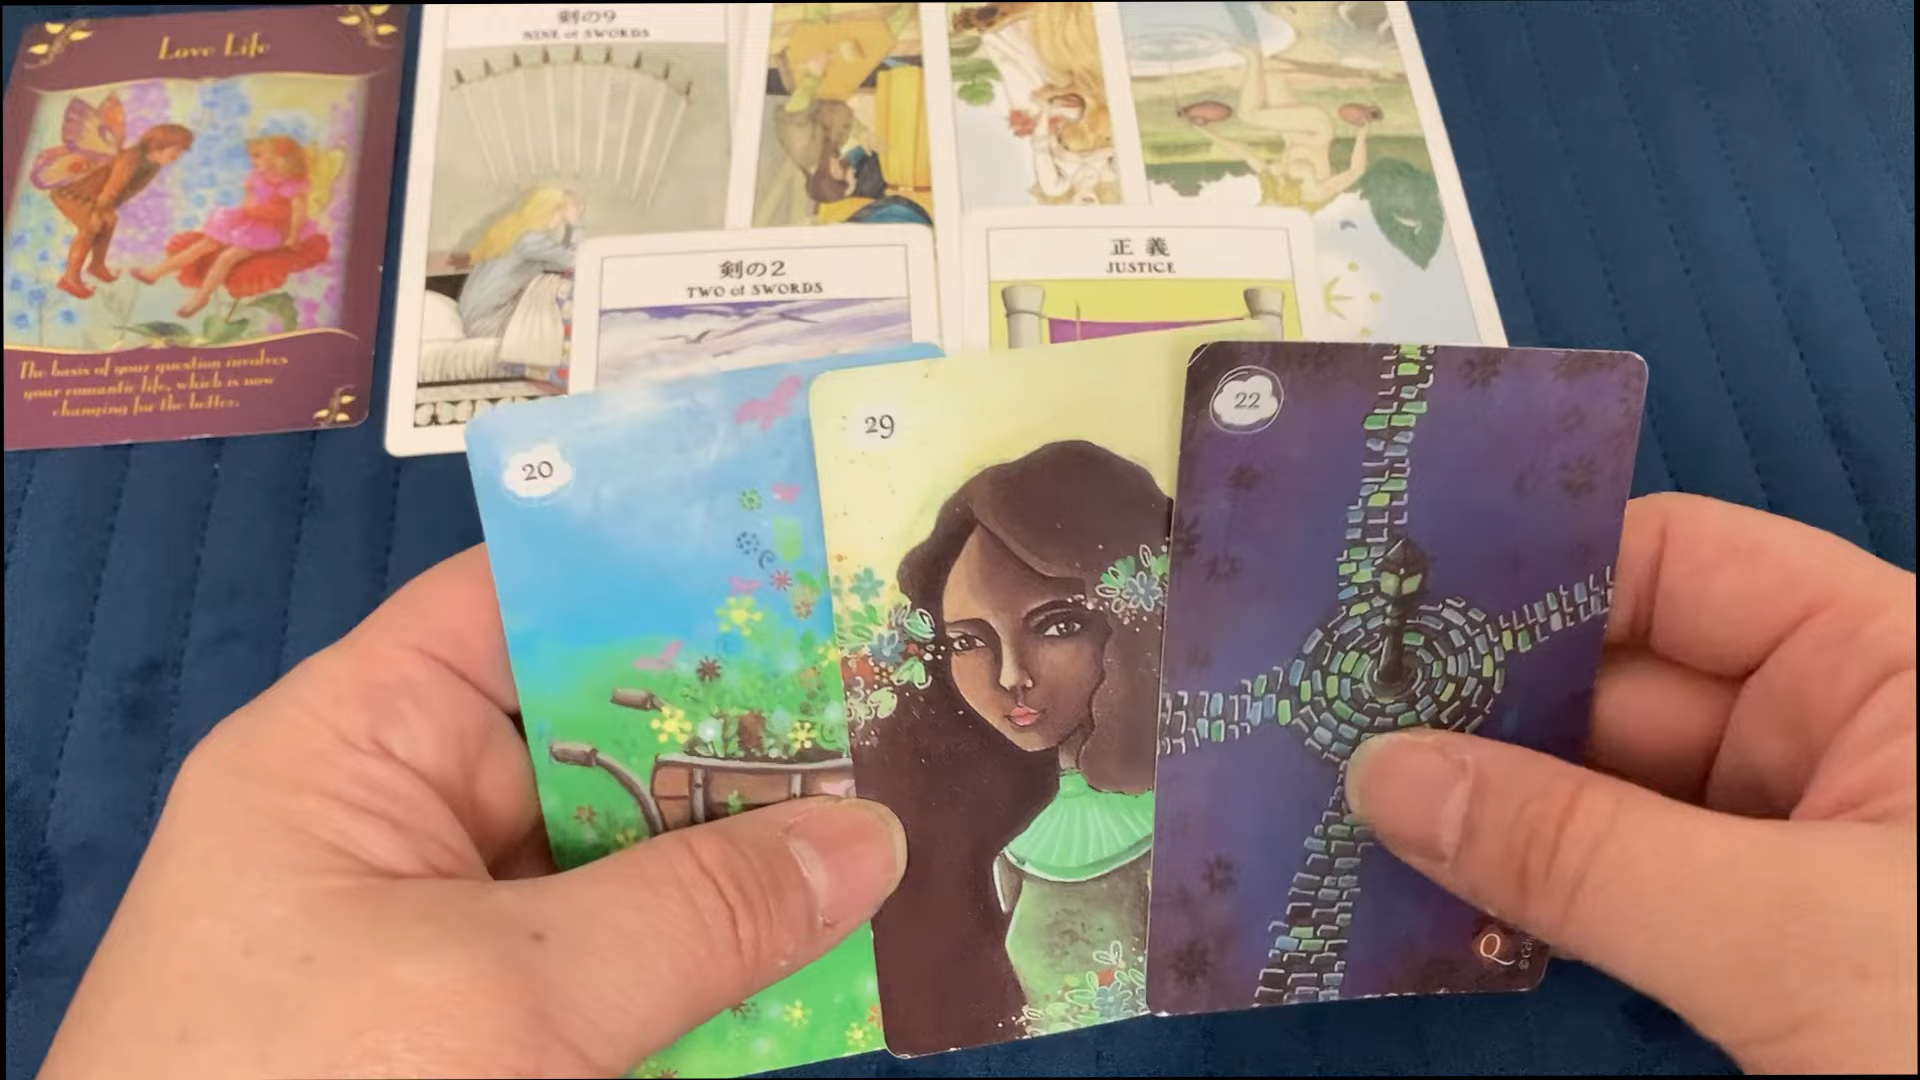 Love Life
The basis of your question involves
your romantic life, which is now
changing for the better.
剣の9
NINE of SWORDS
剣の2
TWO of SWORDS
正義
JUSTICE
20
29
22
Q